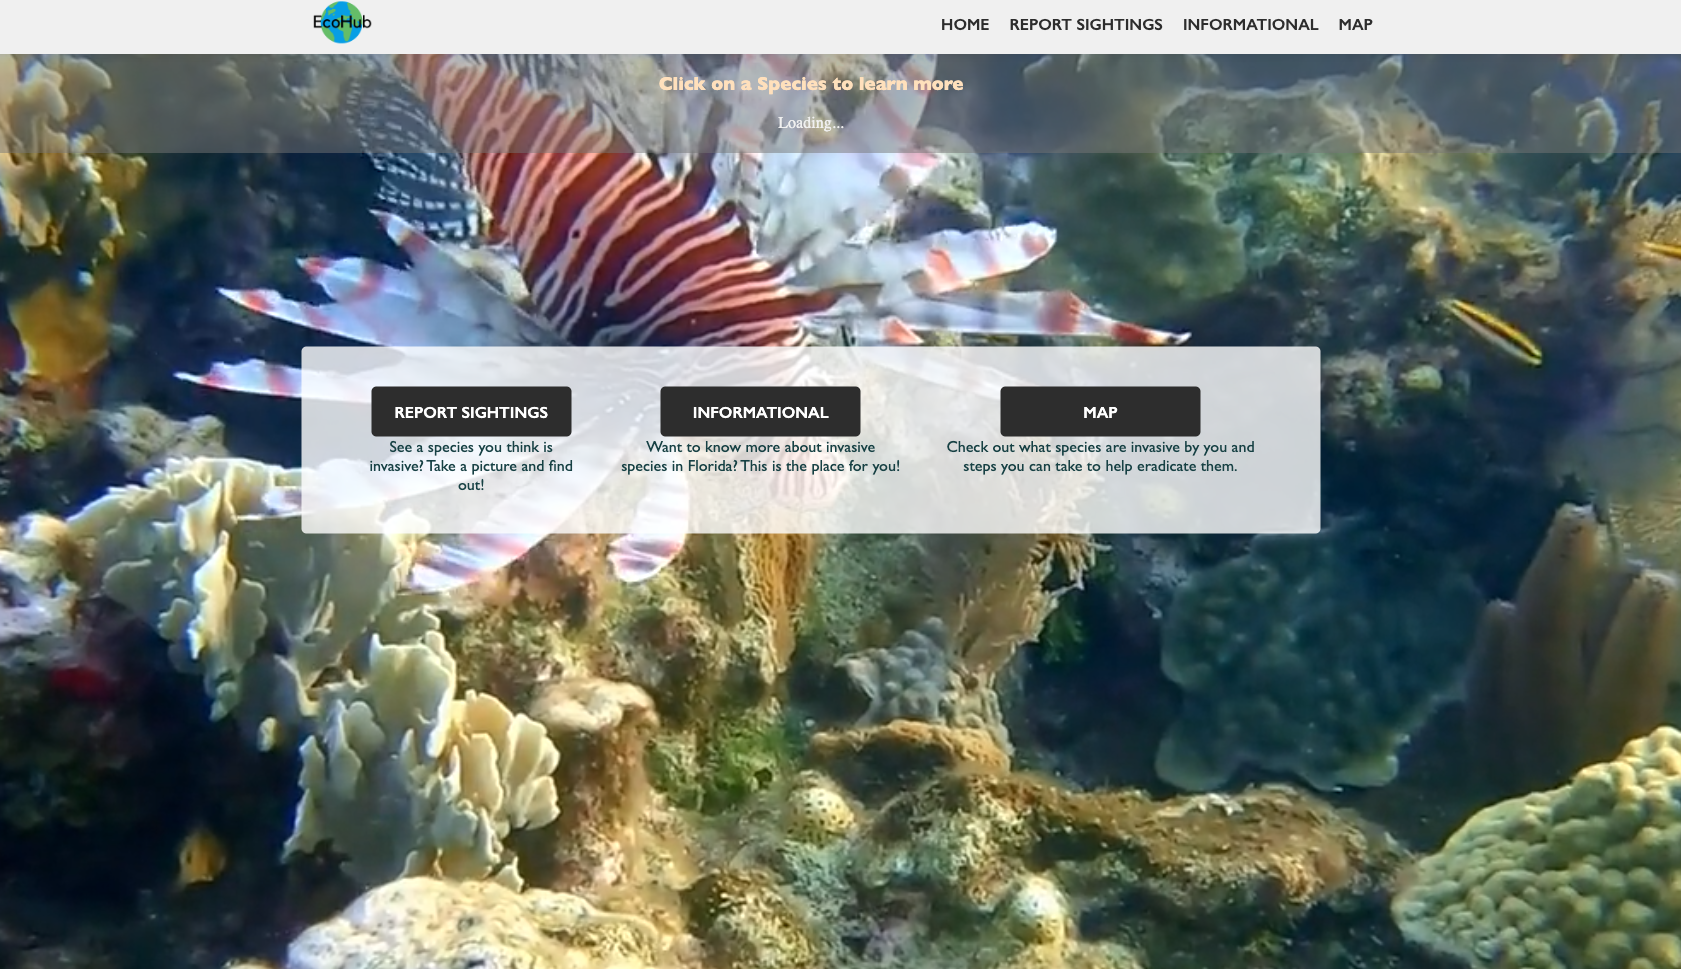 EcoHub
HOME REPORT SIGHTINGS INFORMATIONAL MAP
Click on a Species to learn more
Loading...
REPORT SIGHTINGS
See a species you think is
invasive? Take a picture and find
out!
INFORMATIONAL
Want to know more about invasive
species in Florida? This is the place for you!
MAP
Check out what species are invasive by you and
steps you can take to help eradicate them.